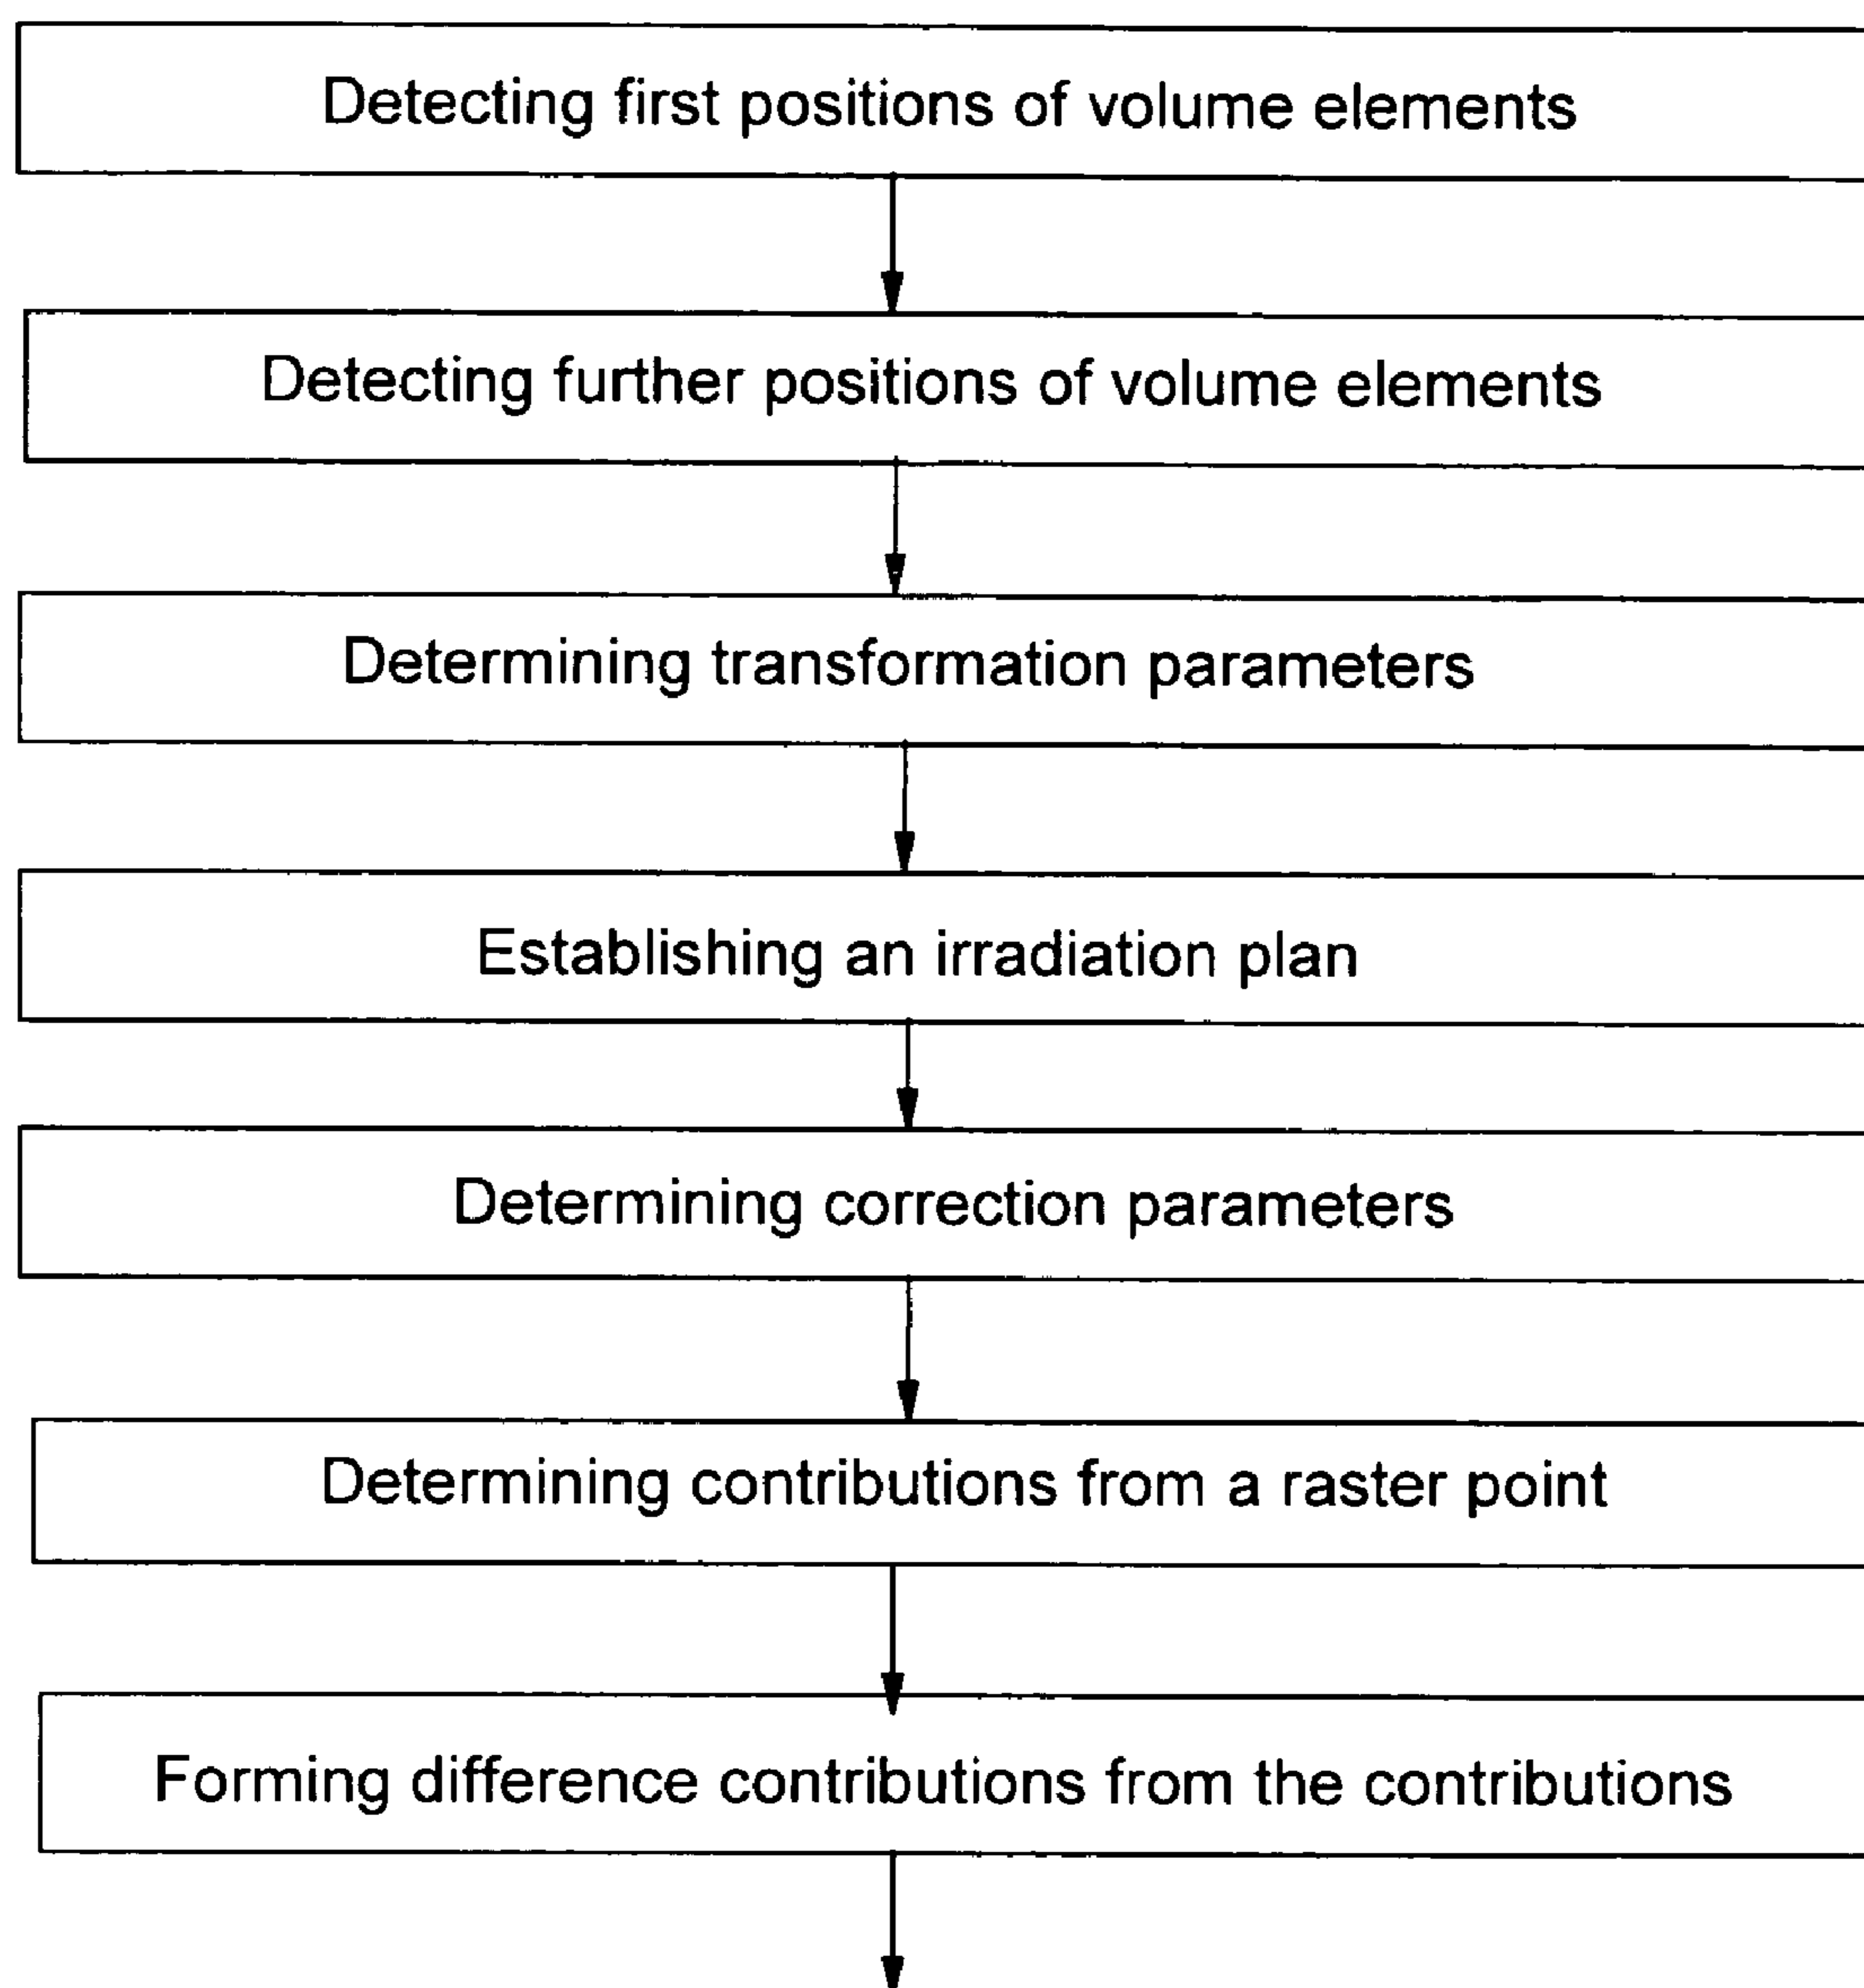 Detecting first positions of volume elements
Detecting further positions of volume elements
Determining transformation parameters
Establishing an irradiation plan
Determining correction parameters
Determining contributions from a raster point
Forming difference contributions from the contributions